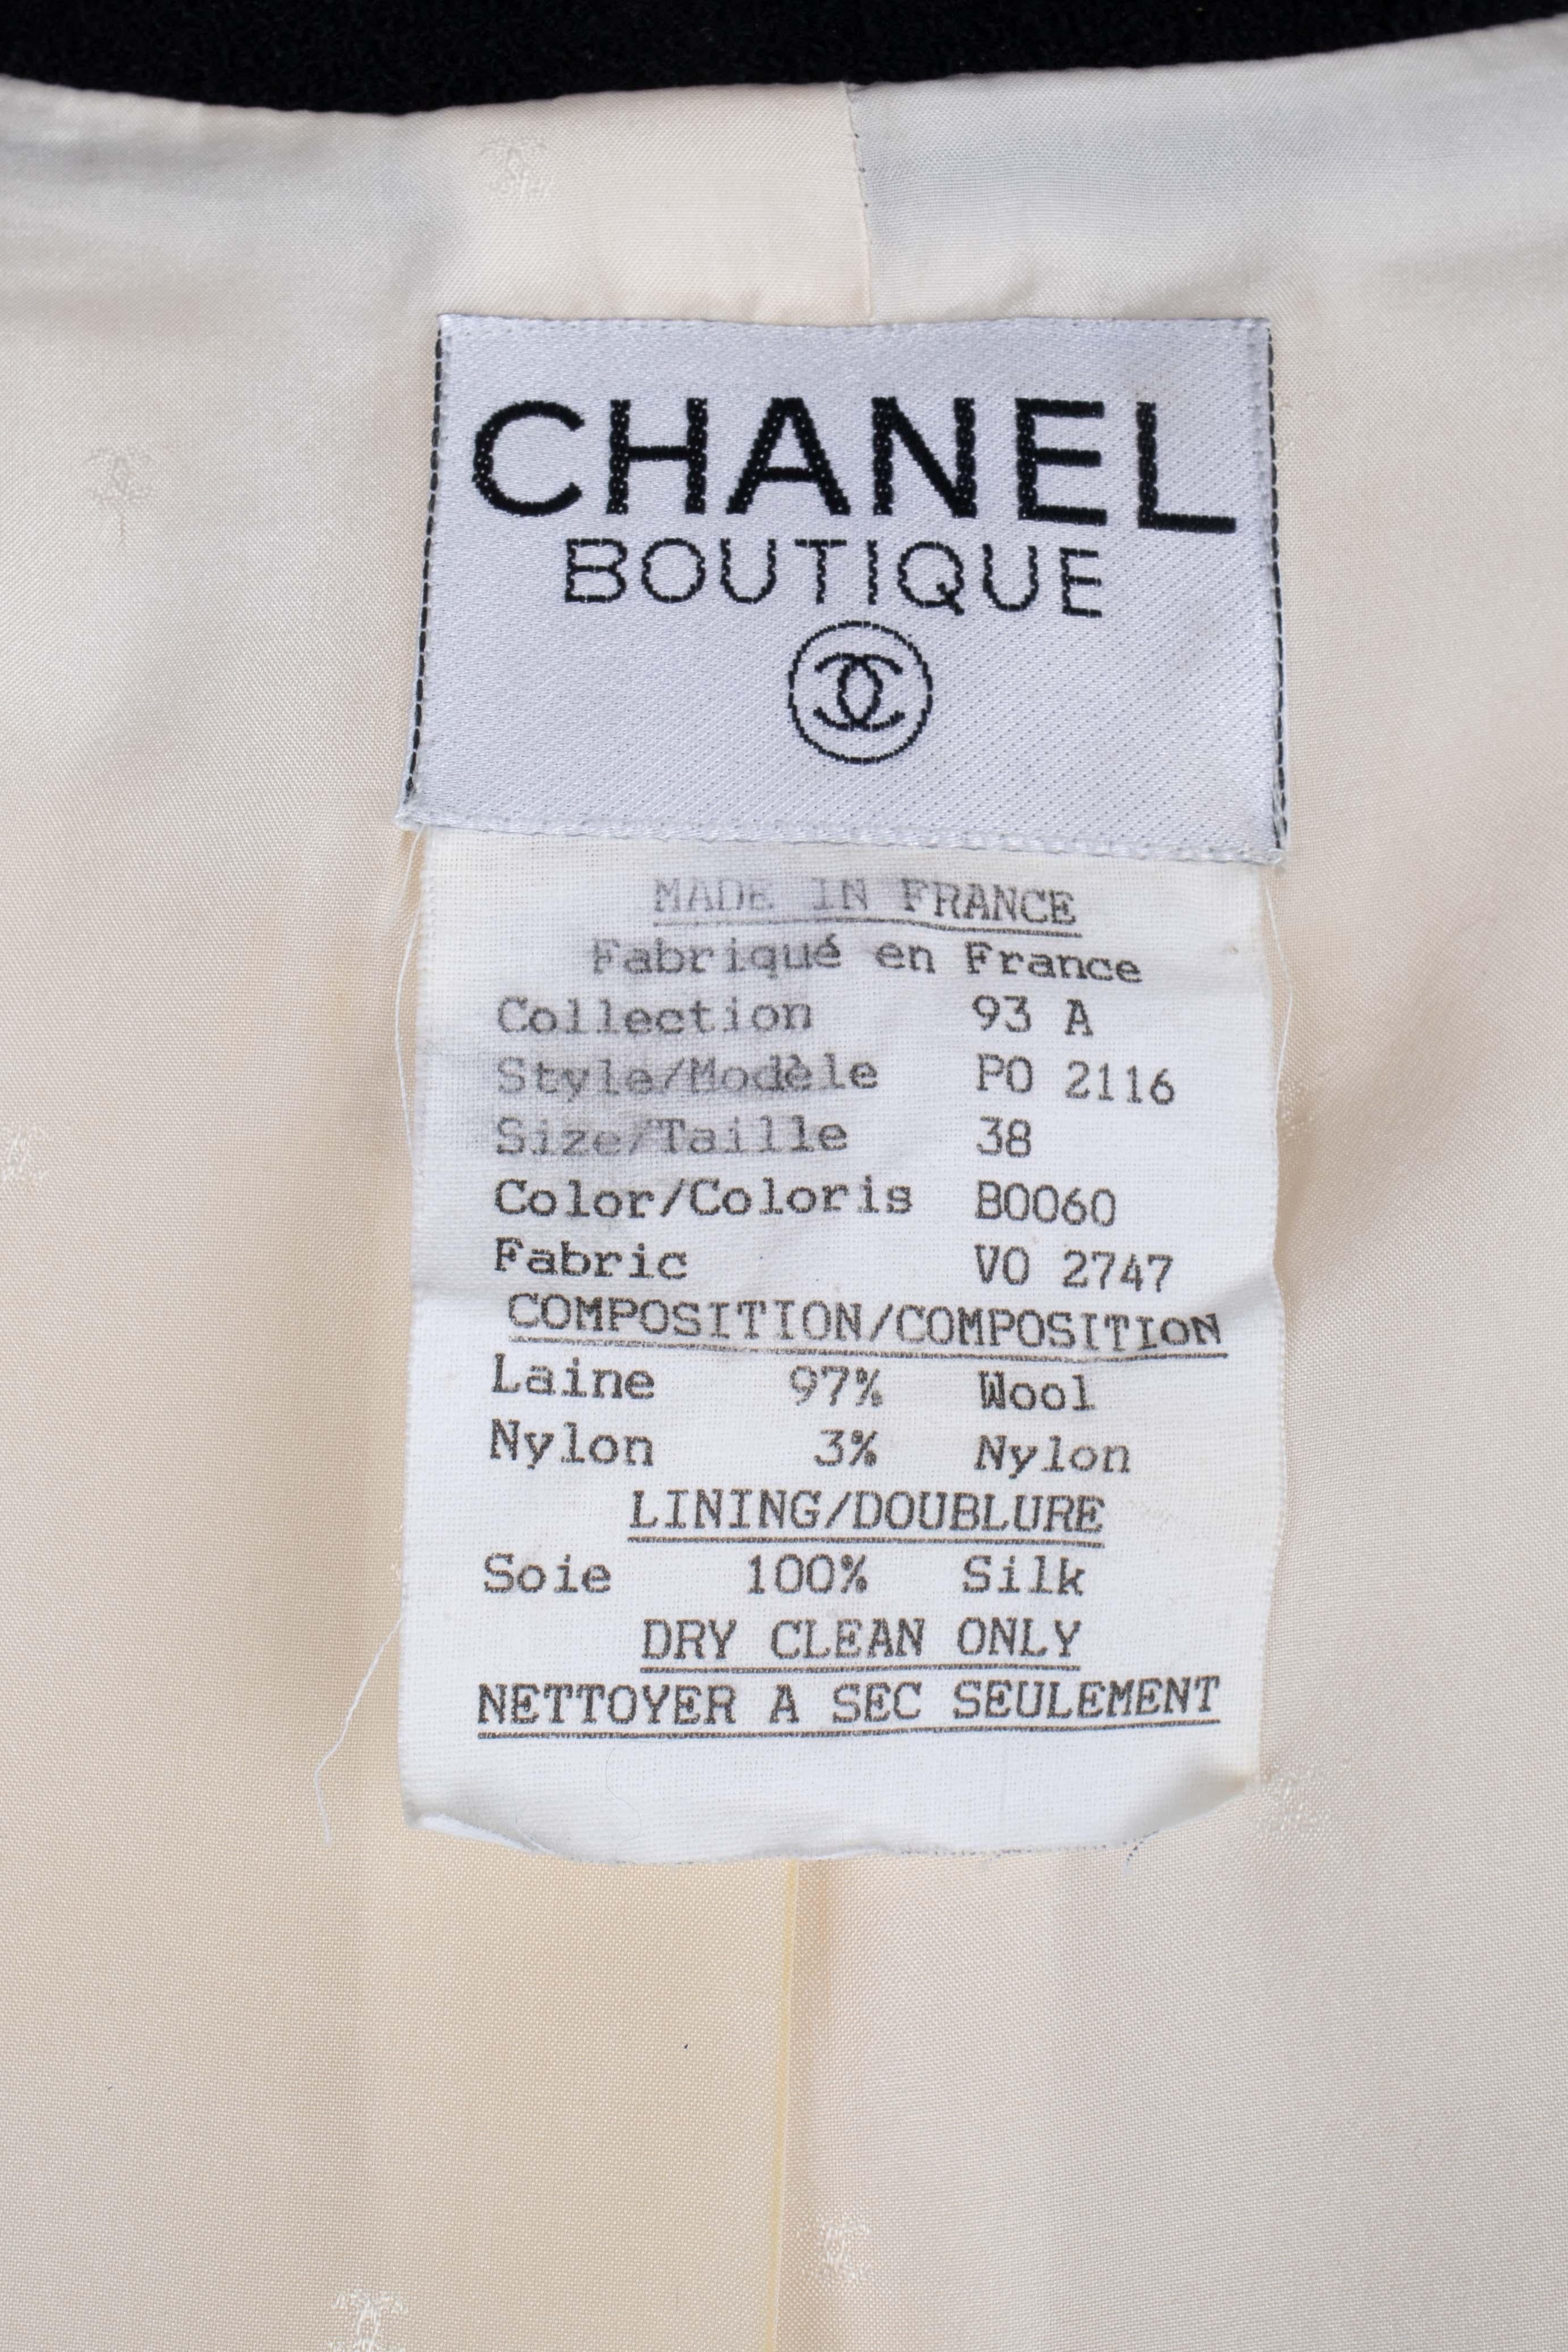 CHANEL
BOUTIQUE
MADE IN FRANCE
Fabriqué en France
Collection 93 A
Style/Modèle PO 2116
Size/Taille 38
Color/Coloris B0060
Fabric VO 2747
COMPOSITION/COMPOSITION
Laine 97% Wool
Nylon 3% Nylon
LINING/DOUBLURE
Soie 100% Silk
DRY CLEAN ONLY
NETTOYER A SEC SEULEMENT